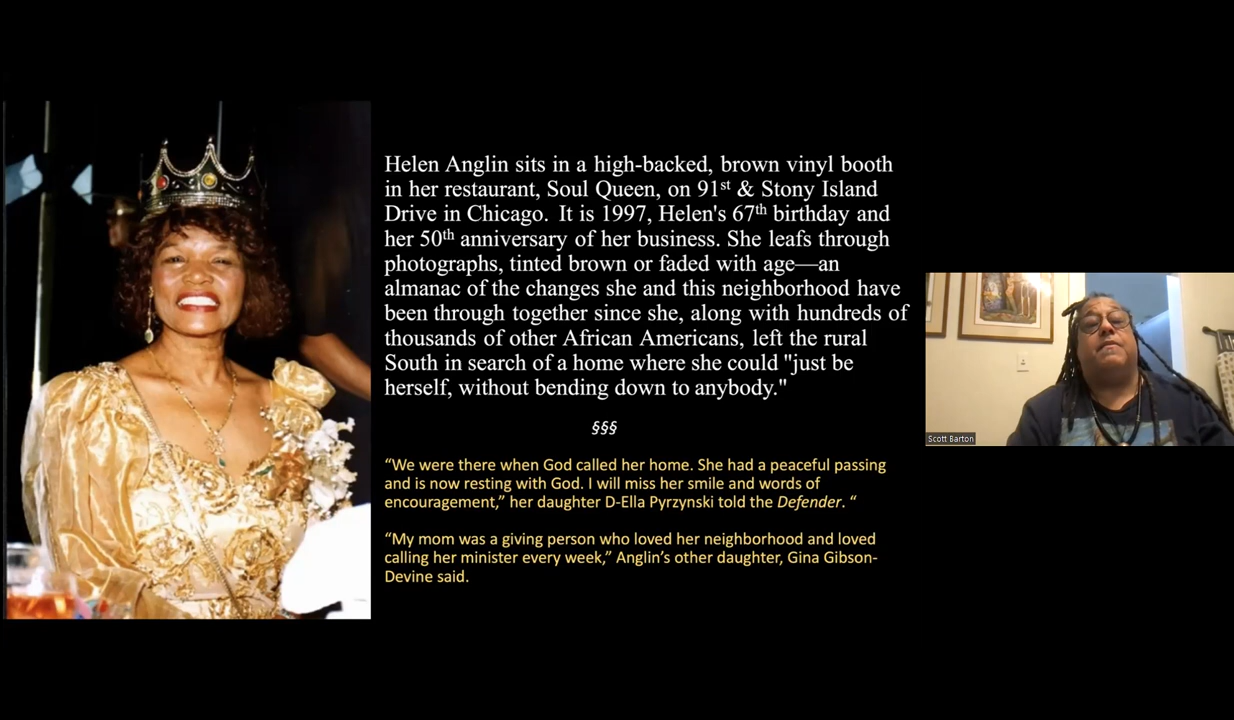 Helen Anglin sits in a high-backed, brown vinyl booth
in her restaurant, Soul Queen, on 91st & Stony Island
Drive in Chicago. It is 1997, Helen's 67th birthday and
her 50th anniversary of her business. She leafs through
photographs, tinted brown or faded with age—an
almanac of the changes she and this neighborhood have
been through together since she, along with hundreds of
thousands of other African Americans, left the rural
South in search of a home where she could "just be
herself, without bending down to anybody."
§§§
“We were there when God called her home. She had a peaceful passing
and is now resting with God. I will miss her smile and words of
encouragement,” her daughter D-Ella Pyrzynski told the Defender. “
“My mom was a giving person who loved her neighborhood and loved
calling her minister every week,” Anglin’s other daughter, Gina Gibson-
Devine said.
Scott Barton